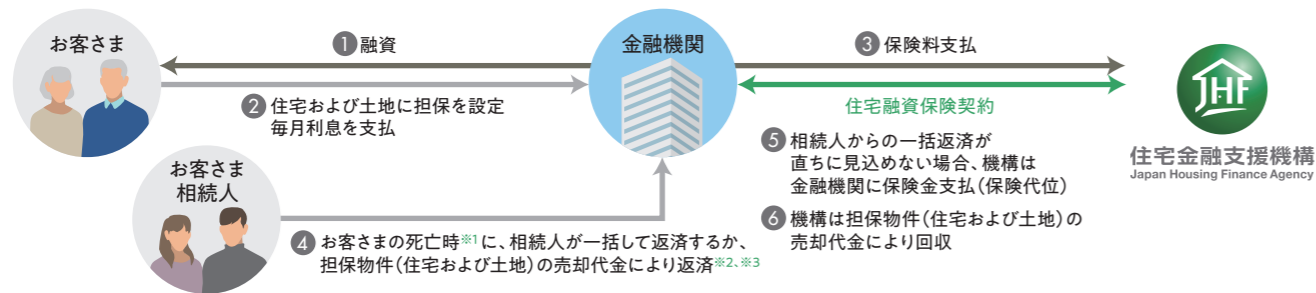 お客さま
❶融資
❷住宅および土地に担保を設定
毎月利息を支払
金融機関
❸保険料支払
住宅融資保険契約
❺相続人からの一括返済が
直ちに見込めない場合、機構は
金融機関に保険金支払(保険代位)
❻機構は担保物件(住宅および土地)の
売却代金により回収
JHF
住宅金融支援機構
Japan Housing Finance Agency
お客さま
相続人
❹お客さまの死亡時※1に、相続人が一括して返済するか、
担保物件(住宅および土地)の売却代金により返済※2、※3